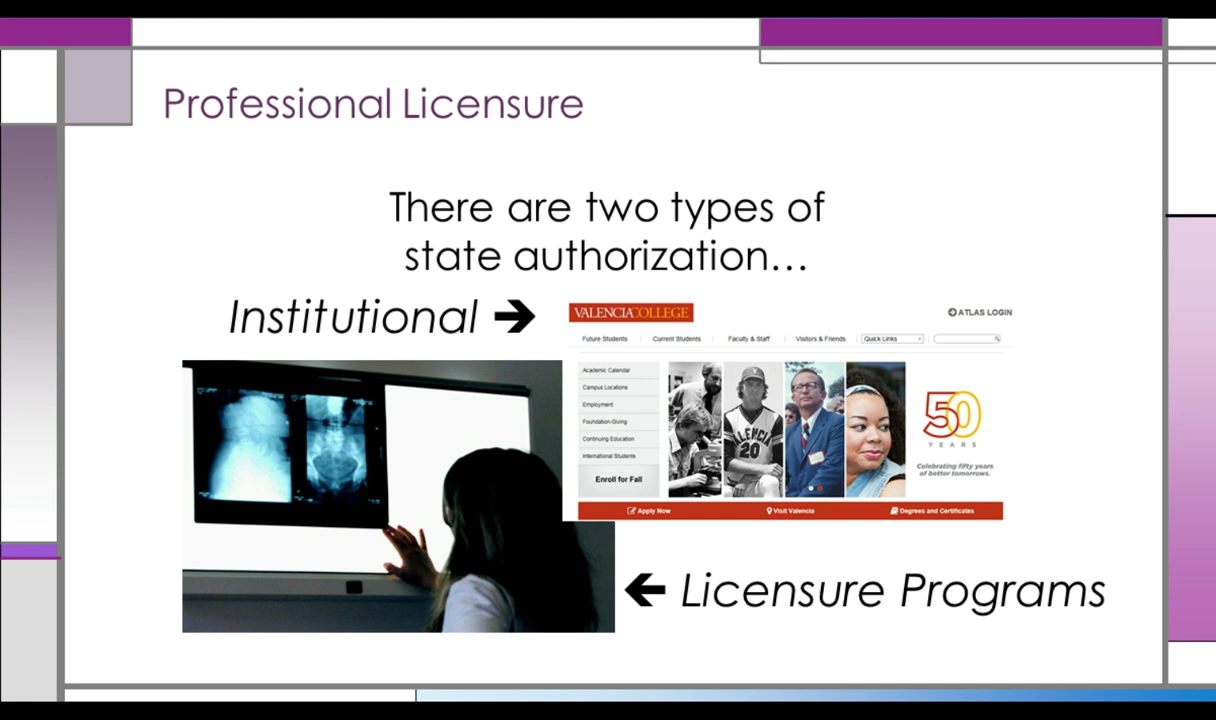 Professional Licensure
There are two types of
state authorization...
Institutional →
VALENCIACOLLEGE
ATLAS LOGIN
Future Students
Current Students
Faculty & Staff
Visitors & Friends
Quick Links
Academic Calendar
Campus Locations
Employment
Foundation-Giving
Continuing Education
International Students
Enroll for Fall
VALENCIA
20
50
YEARS
Celebrating fifty years
of better tomorrows.
Apply Now
Visit Valencia
Degrees and Certificates
← Licensure Programs